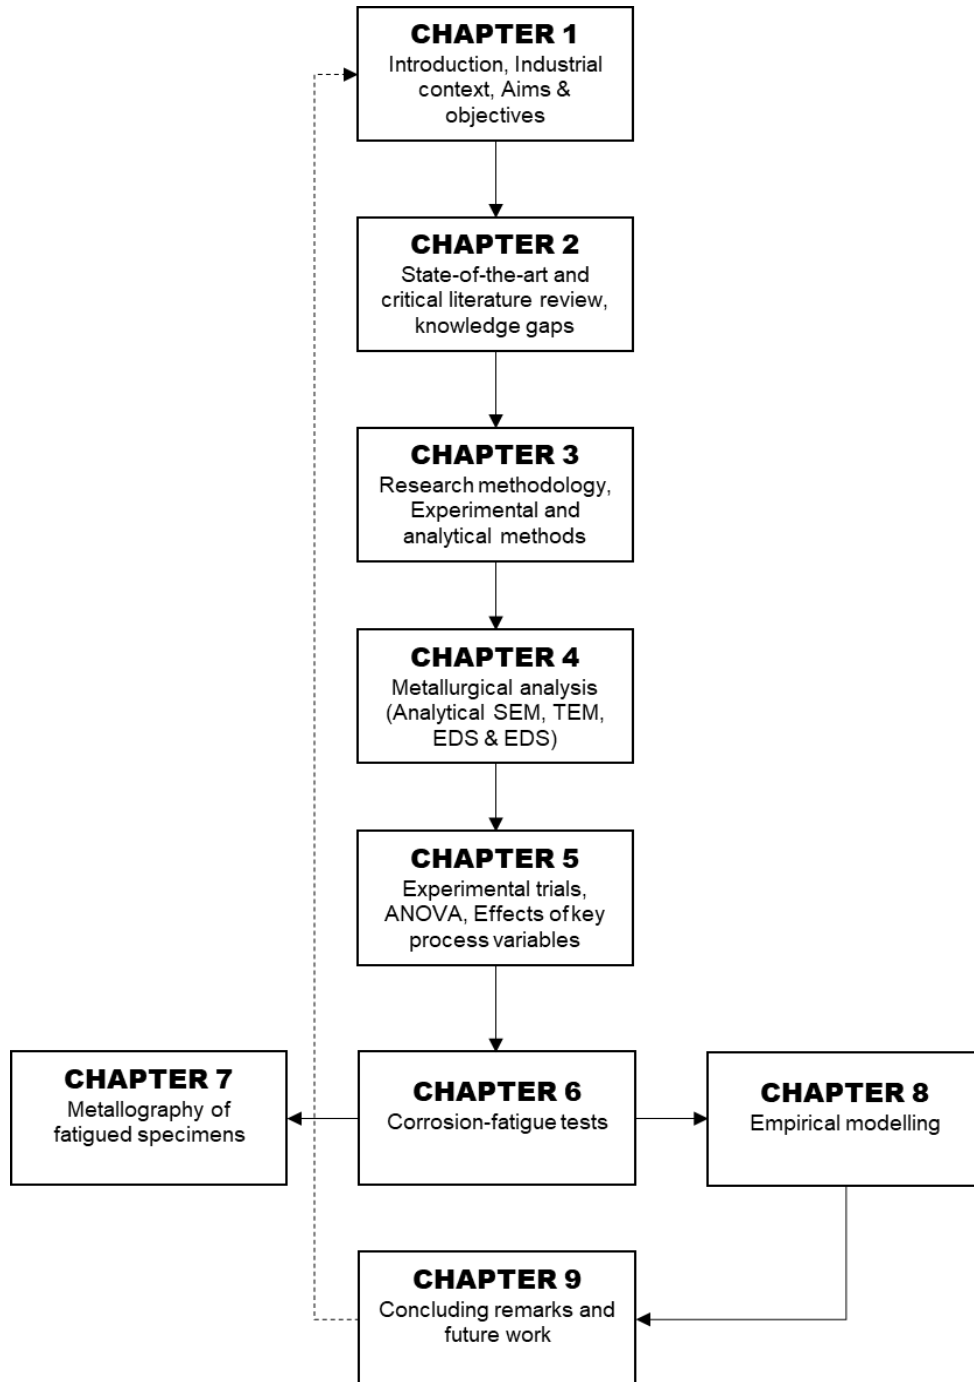 CHAPTER 1
Introduction, Industrial
context, Aims &
objectives
CHAPTER 2
State-of-the-art and
critical literature review,
knowledge gaps
CHAPTER 3
Research methodology,
Experimental and
analytical methods
CHAPTER 4
Metallurgical analysis
(Analytical SEM, TEM,
EDS & EDS)
CHAPTER 5
Experimental trials,
ANOVA, Effects of key
process variables
CHAPTER 7
Metallography of
fatigued specimens
CHAPTER 6
Corrosion-fatigue tests
CHAPTER 8
Empirical modelling
CHAPTER 9
Concluding remarks and
future work